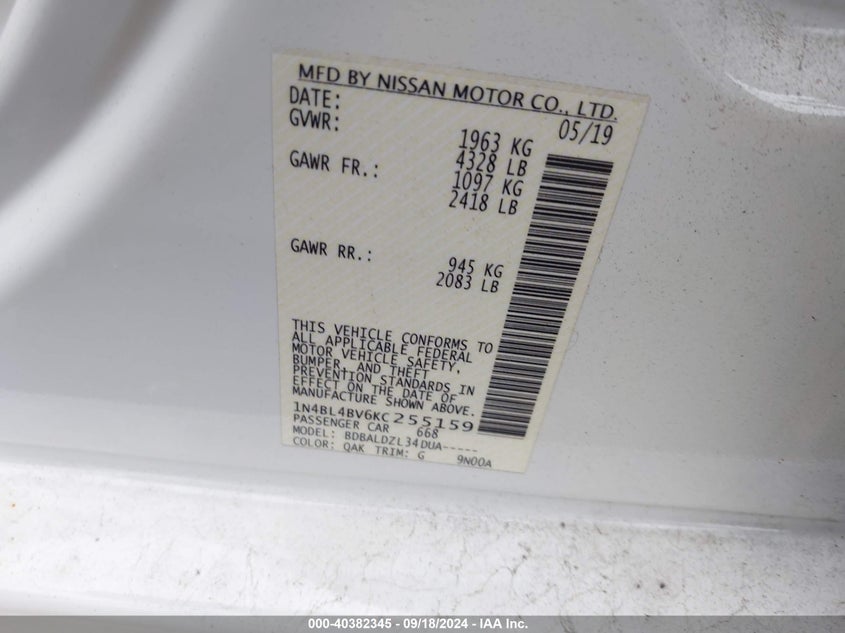 MFD BY NISSAN MOTOR CO., LTD.
DATE: 05/19
GVWR: 1963 KG
4328 LB
GAWR FR.: 1097 KG
2418 LB
GAWR RR.: 945 KG
2083 LB
THIS VEHICLE CONFORMS TO
ALL APPLICABLE FEDERAL
MOTOR VEHICLE SAFETY,
BUMPER, AND THEFT
PREVENTION STANDARDS IN
EFFECT ON THE DATE OF
MANUFACTURE SHOWN ABOVE.
1N4BL4BV6KC255159
PASSENGER CAR 668
MODEL: BDBALDZL34DUA-----
COLOR: QAK TRIM: G 9N00A
000-40382345 - 09/18/2024 - IAA Inc.